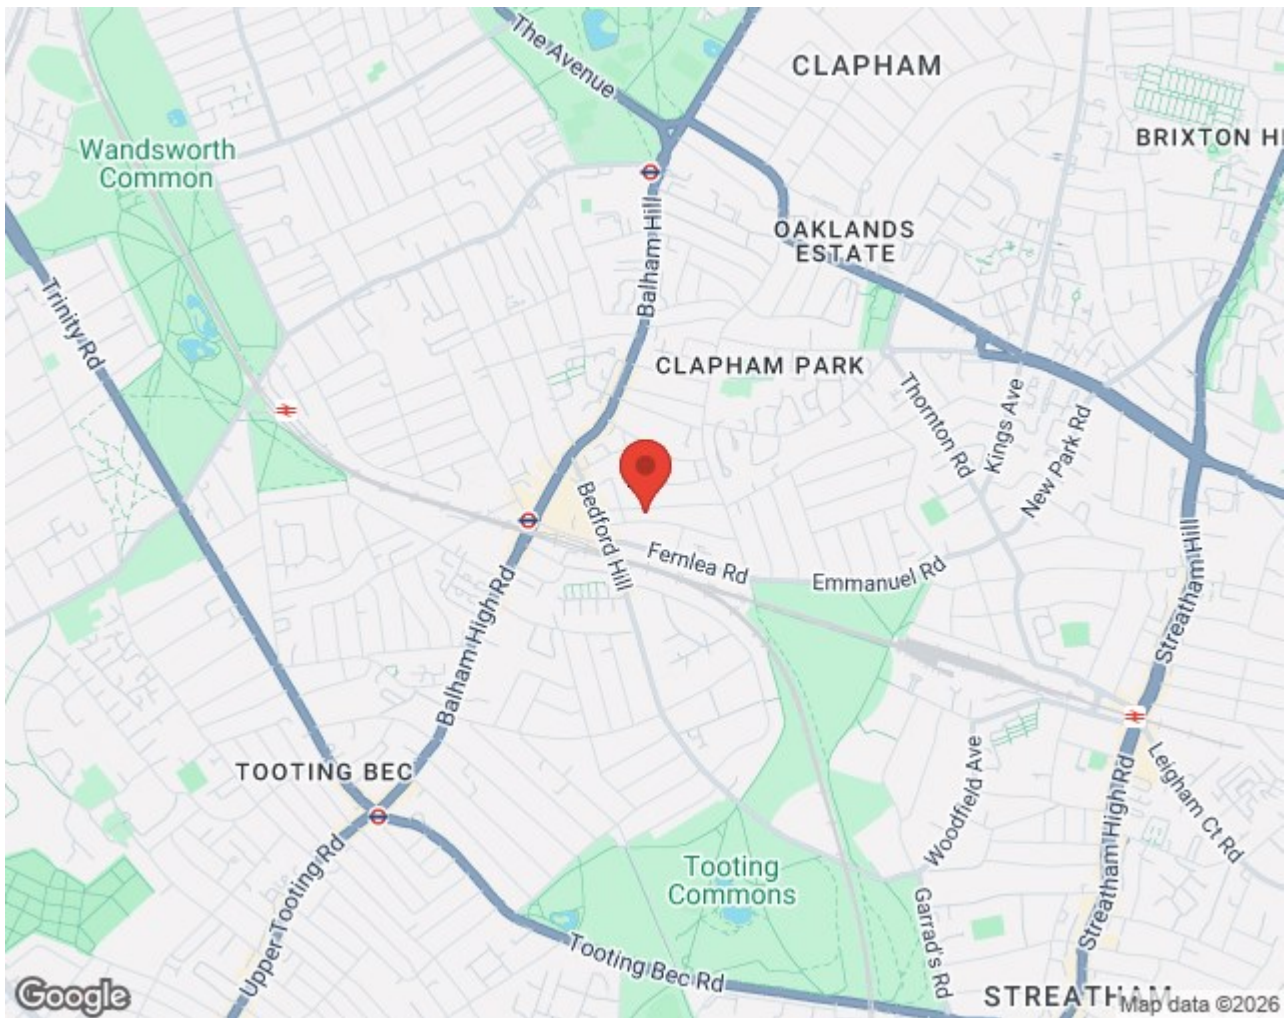 The Avenue
CLAPHAM
Wandsworth
Common
BRIXTON HI
Balham Hill
OAKLANDS
ESTATE
Trinity Rd
CLAPHAM PARK
Thornton Rd
Kings Ave
New Park Rd
Bedford Hill
Fernlea Rd
Emmanuel Rd
Streatham Hill
Balham High Rd
TOOTING BEC
Woodfield Ave
Leigham Ct Rd
Streatham High Rd
Upper Tooting Rd
Tooting
Commons
Garrad's Rd
Tooting Bec Rd
STREATHAM
Google
Map data ©2026